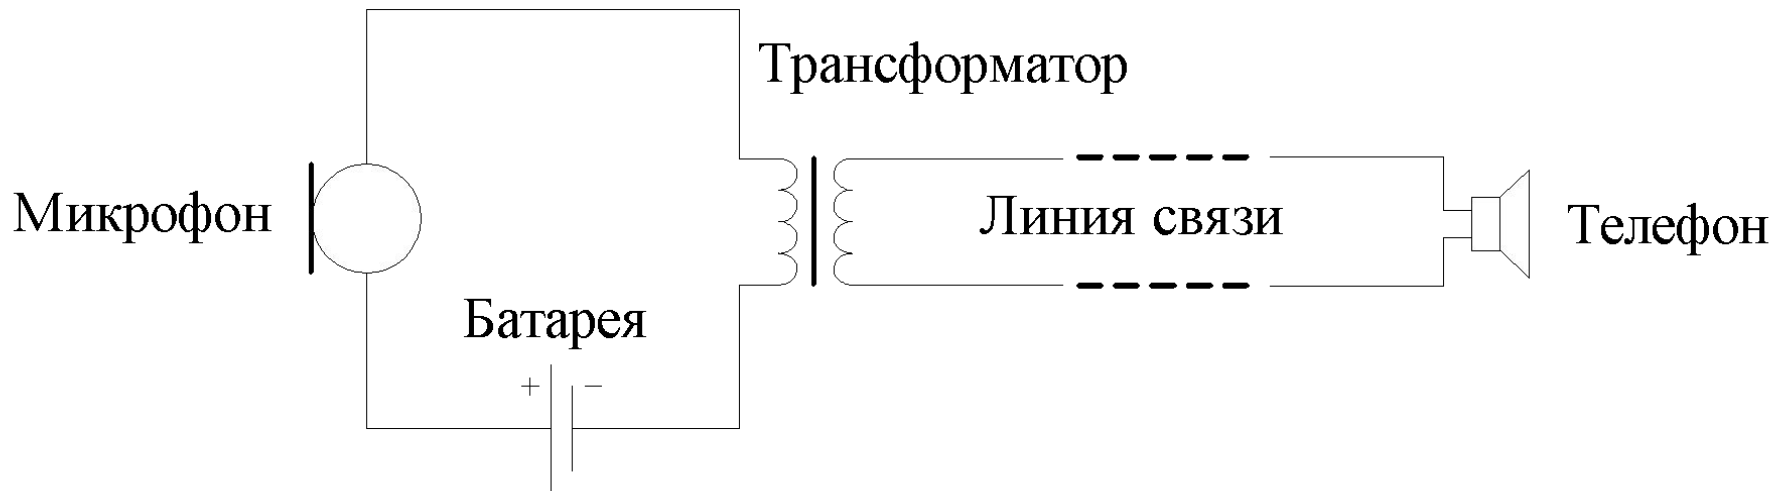 Трансформатор
Микрофон
Линия связи
Телефон
Батарея
+ −